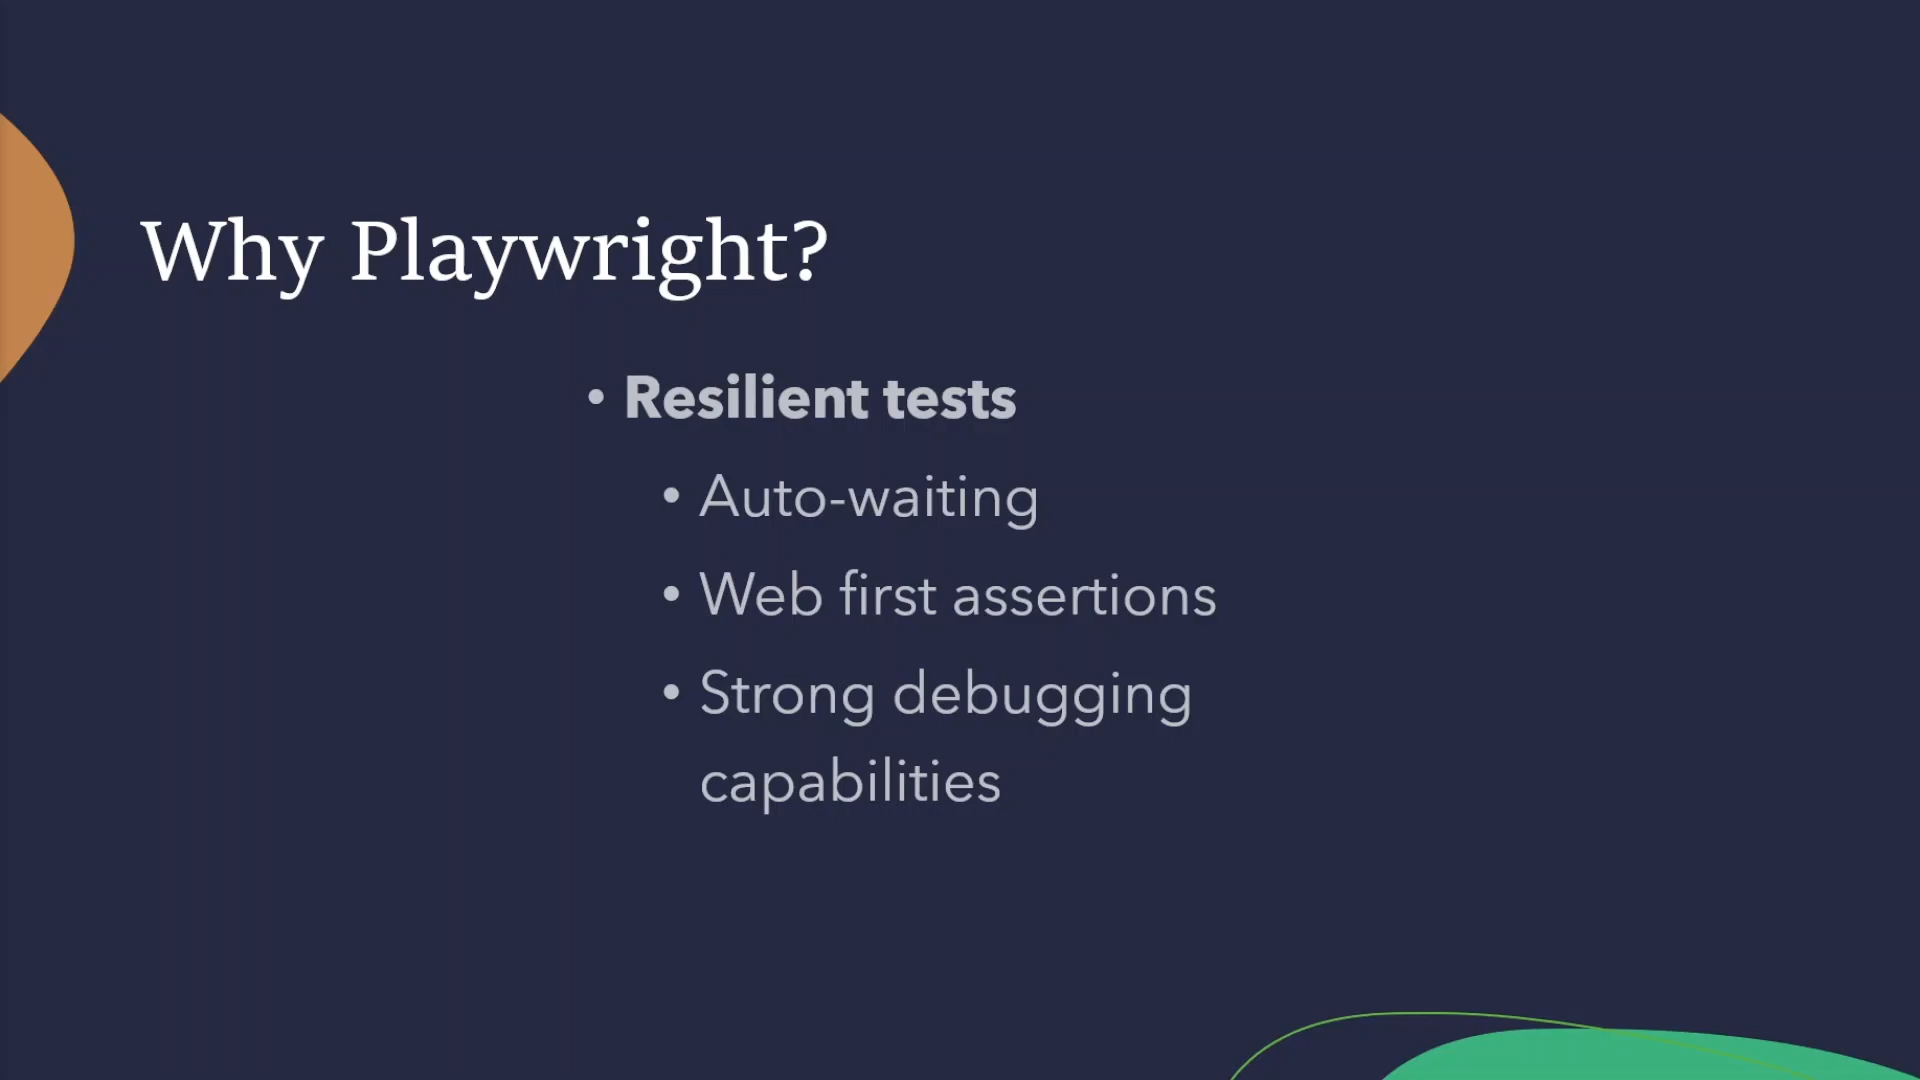 Why Playwright?
• Resilient tests
• Auto-waiting
• Web first assertions
• Strong debugging
capabilities